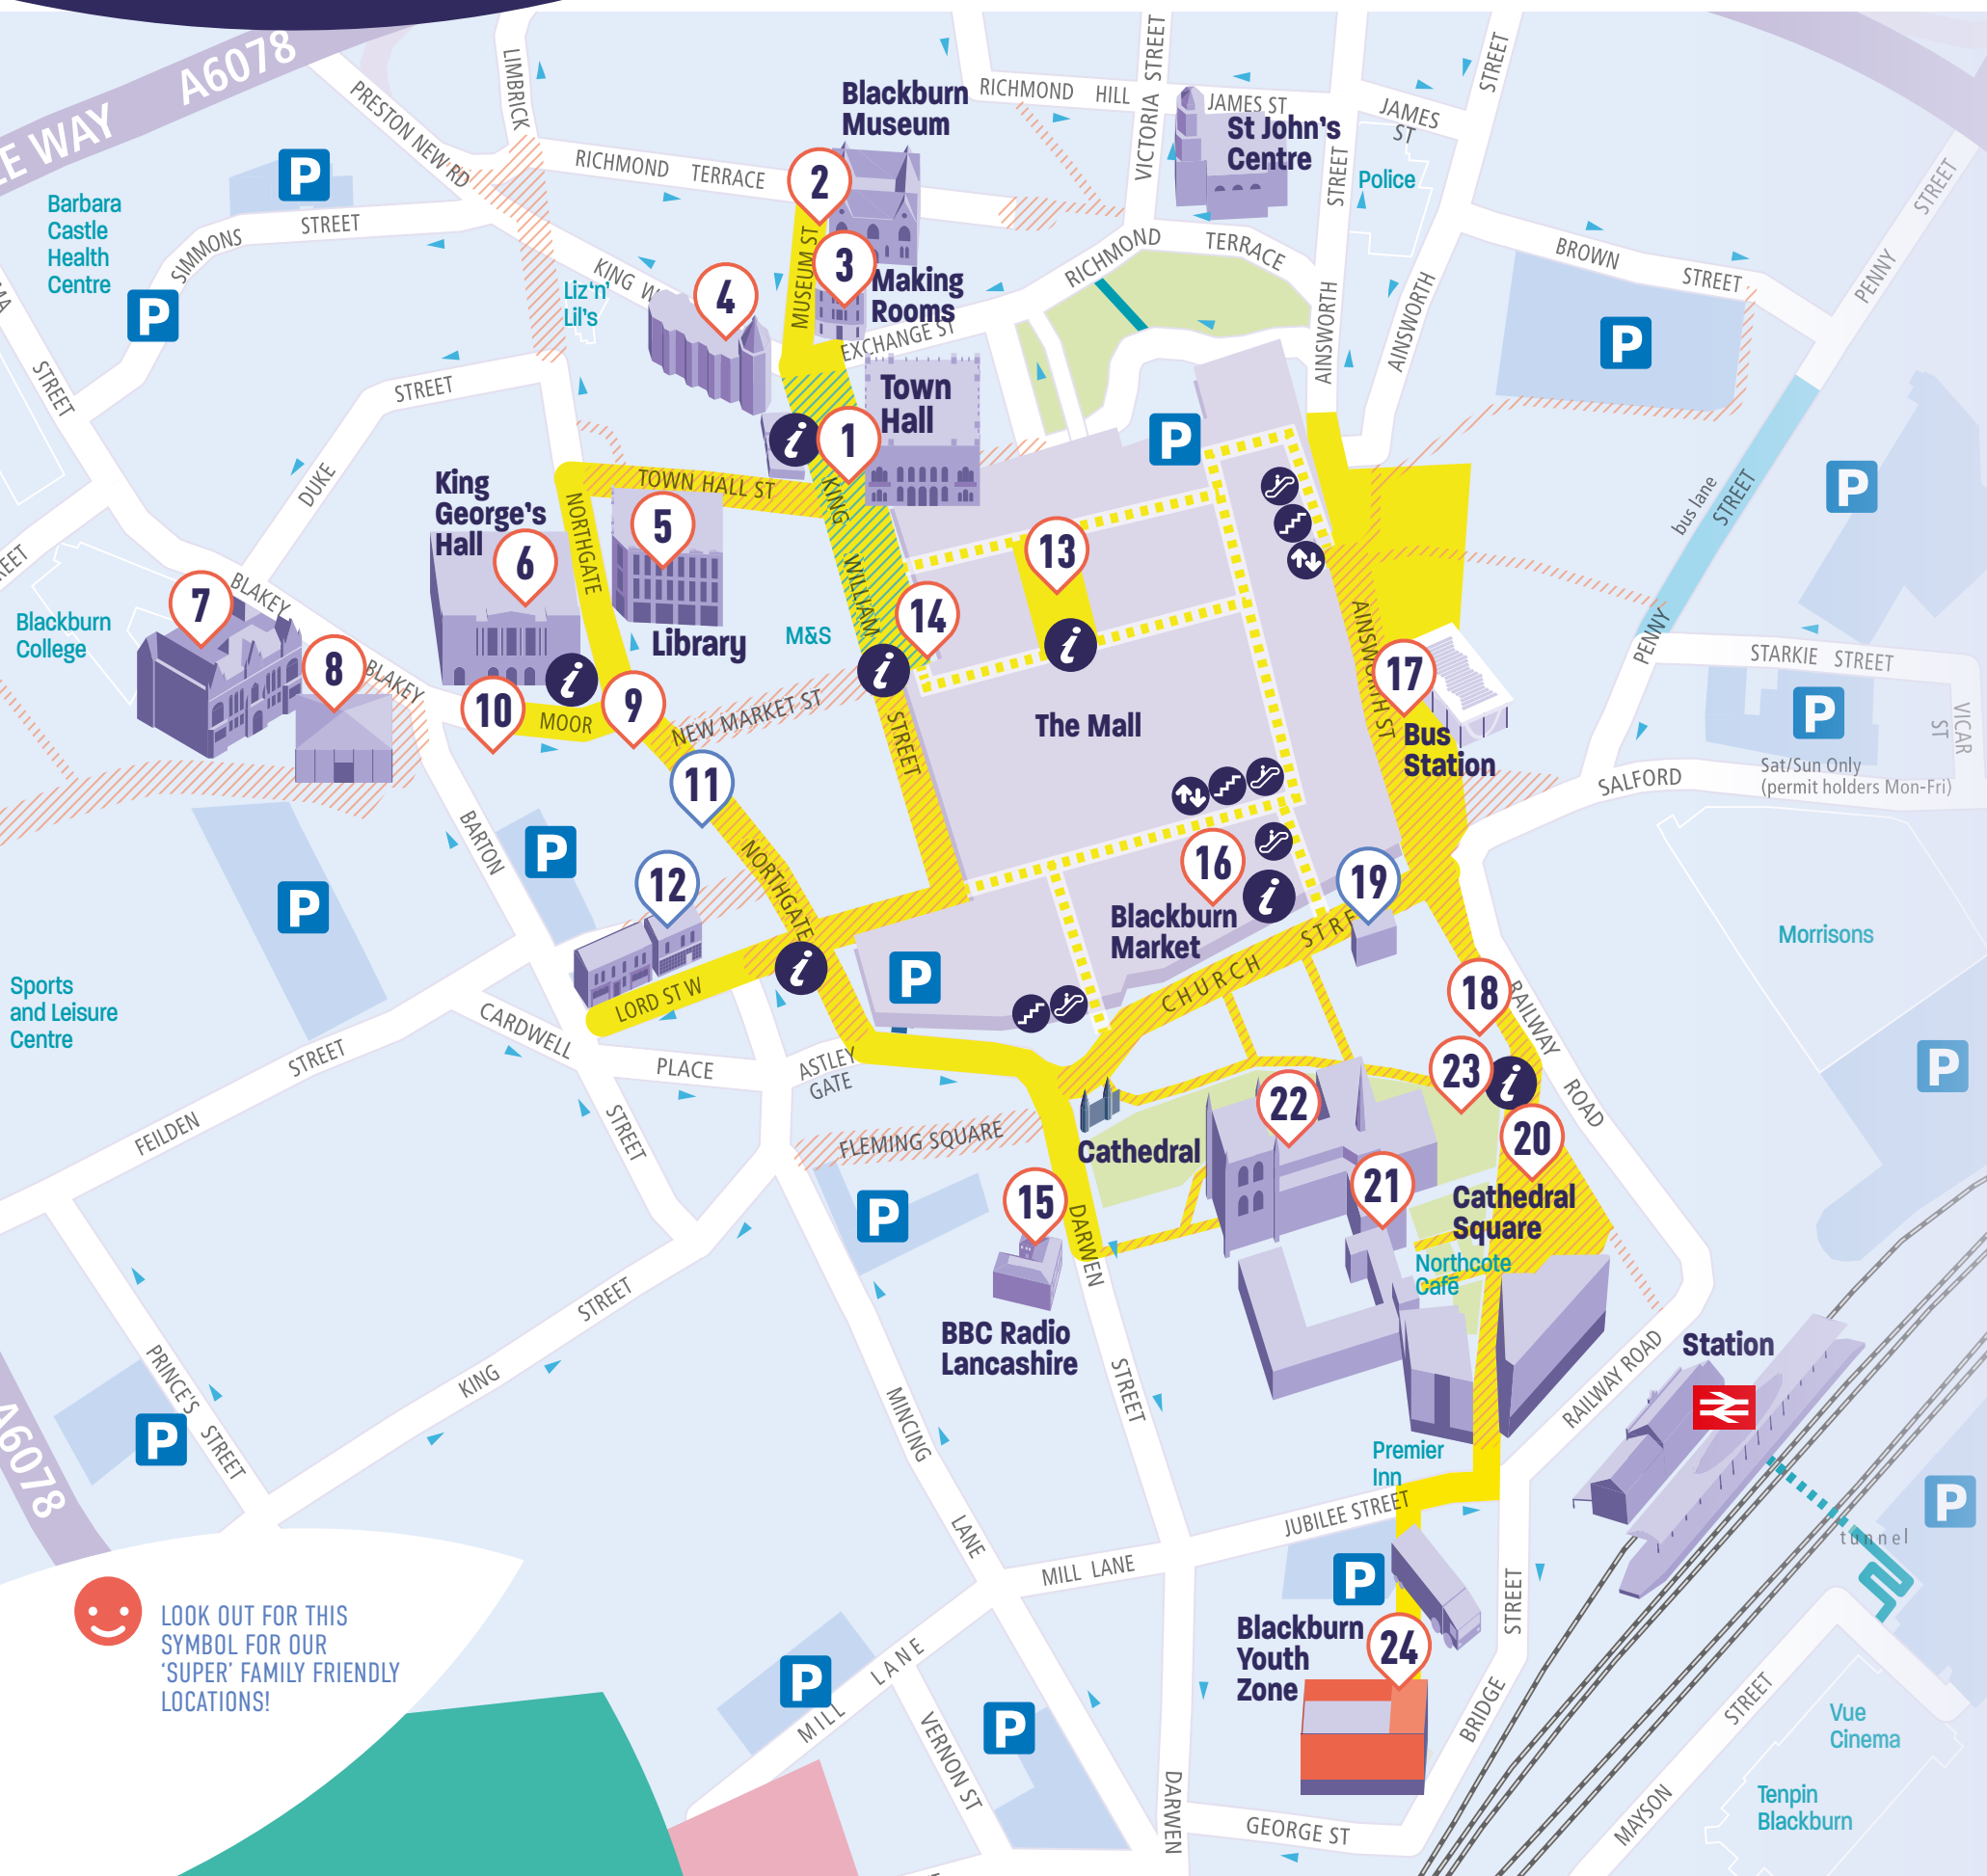 E WAY
A6078
LIMBRICK
PRESTON NEW RD
RICHMOND TERRACE
Blackburn
Museum
RICHMOND HILL
VICTORIA STREET
JAMES ST
St John's
Centre
STREET
JAMES
ST
STREET
Police
P
Barbara
Castle
Health
Centre
SIMMONS
STREET
P
2
3
MUSEUM ST
Making
Rooms
EXCHANGE ST
KING W
Liz'n'
Lil's
4
RICHMOND
TERRACE
AINSWORTH
AINSWORTH
BROWN
STREET
PENNY
STREET
P
MA
STREET
STREET
DUKE
STREET
i
1
Town
Hall
P
P
bus lane
STREET
PENNY
King
George's
Hall
6
NORTHGATE
TOWN HALL ST
5
Library
KING
WILLIAM
STREET
M&S
13
14
i
i
The Mall
AINSWORTH ST
17
Bus
Station
STARKIE STREET
P
VICAR
ST
Sat/Sun Only
(permit holders Mon-Fri)
SALFORD
REET
Blackburn
College
7
BLAKEY
8
BLAKEY
10
MOOR
i
9
NEW MARKET ST
11
BARTON
P
P
12
NORTHGATE
LORD ST W
i
P
16
i
Blackburn
Market
19
CHURCH
STRE
18
RAILWAY
ROAD
Morrisons
P
Sports
and Leisure
Centre
FEILDEN
STREET
CARDWELL
PLACE
ASTLEY
GATE
STREET
FLEMING SQUARE
P
Cathedral
22
23
i
20
21
Cathedral
Square
Northcote
Café
15
BBC Radio
Lancashire
DARWEN
STREET
PRINCE'S
STREET
P
KING
STREET
MINCING
LANE
A6078
Station
RAILWAY ROAD
Premier
Inn
JUBILEE STREET
MILL LANE
P
tunnel
P
Blackburn
Youth
Zone
24
STREET
BRIDGE
LOOK OUT FOR THIS
SYMBOL FOR OUR
'SUPER' FAMILY FRIENDLY
LOCATIONS!
P
MILL
LANE
VERNON ST
P
DARWEN
GEORGE ST
MAYSON
STREET
Vue
Cinema
Tenpin
Blackburn